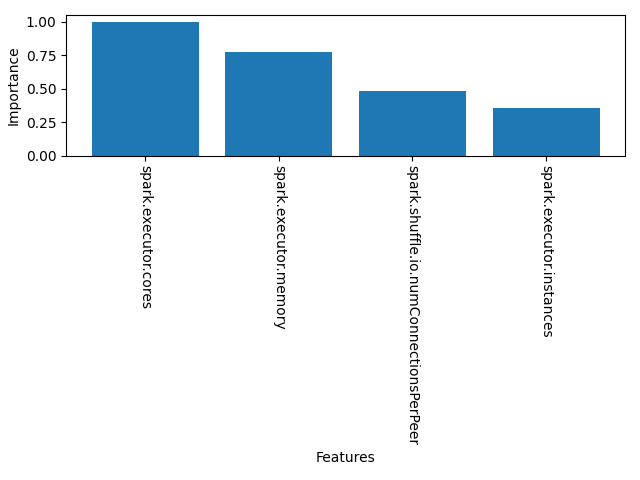 1.00
0.75
0.50
0.25
0.00
Importance
spark.executor.cores
spark.executor.memory
spark.shuffle.io.numConnectionsPerPeer
spark.executor.instances
Features